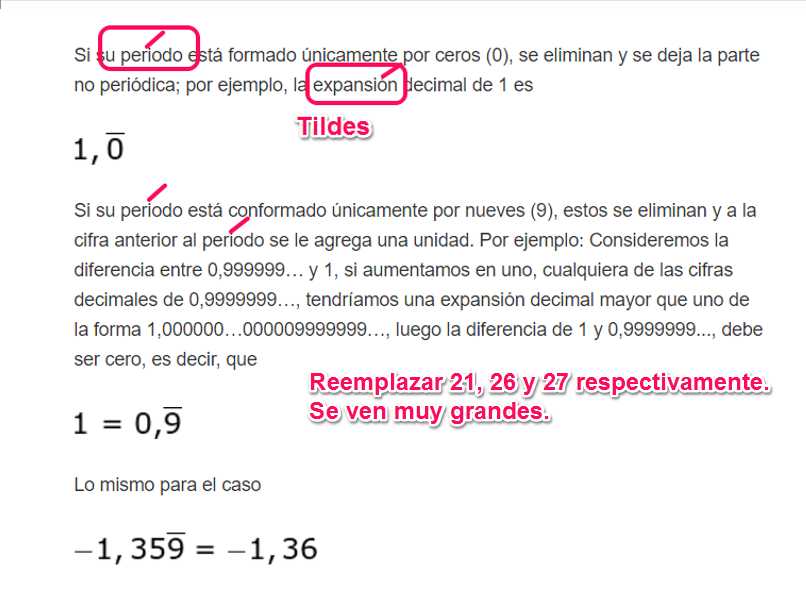 Si su periodo está formado únicamente por ceros (0), se eliminan y se deja la parte
no periódica; por ejemplo, la expansión decimal de 1 es
Tildes
1,0̅
Si su periodo está conformado únicamente por nueves (9), estos se eliminan y a la
cifra anterior al periodo se le agrega una unidad. Por ejemplo: Consideremos la
diferencia entre 0,999999… y 1, si aumentamos en uno, cualquiera de las cifras
decimales de 0,9999999…, tendríamos una expansión decimal mayor que uno de
la forma 1,000000…000009999999…, luego la diferencia de 1 y 0,9999999..., debe
ser cero, es decir, que
Reemplazar 21, 26 y 27 respectivamente.
Se ven muy grandes.
1 = 0,9̅
Lo mismo para el caso
−1, 359̅ = −1, 36